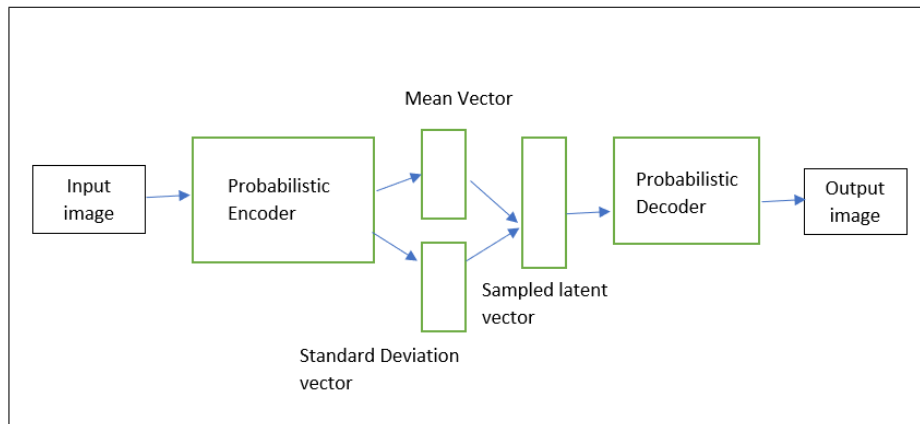 Mean Vector
Input
image
Probabilistic
Encoder
Probabilistic
Decoder
Output
image
Sampled latent
vector
Standard Deviation
vector